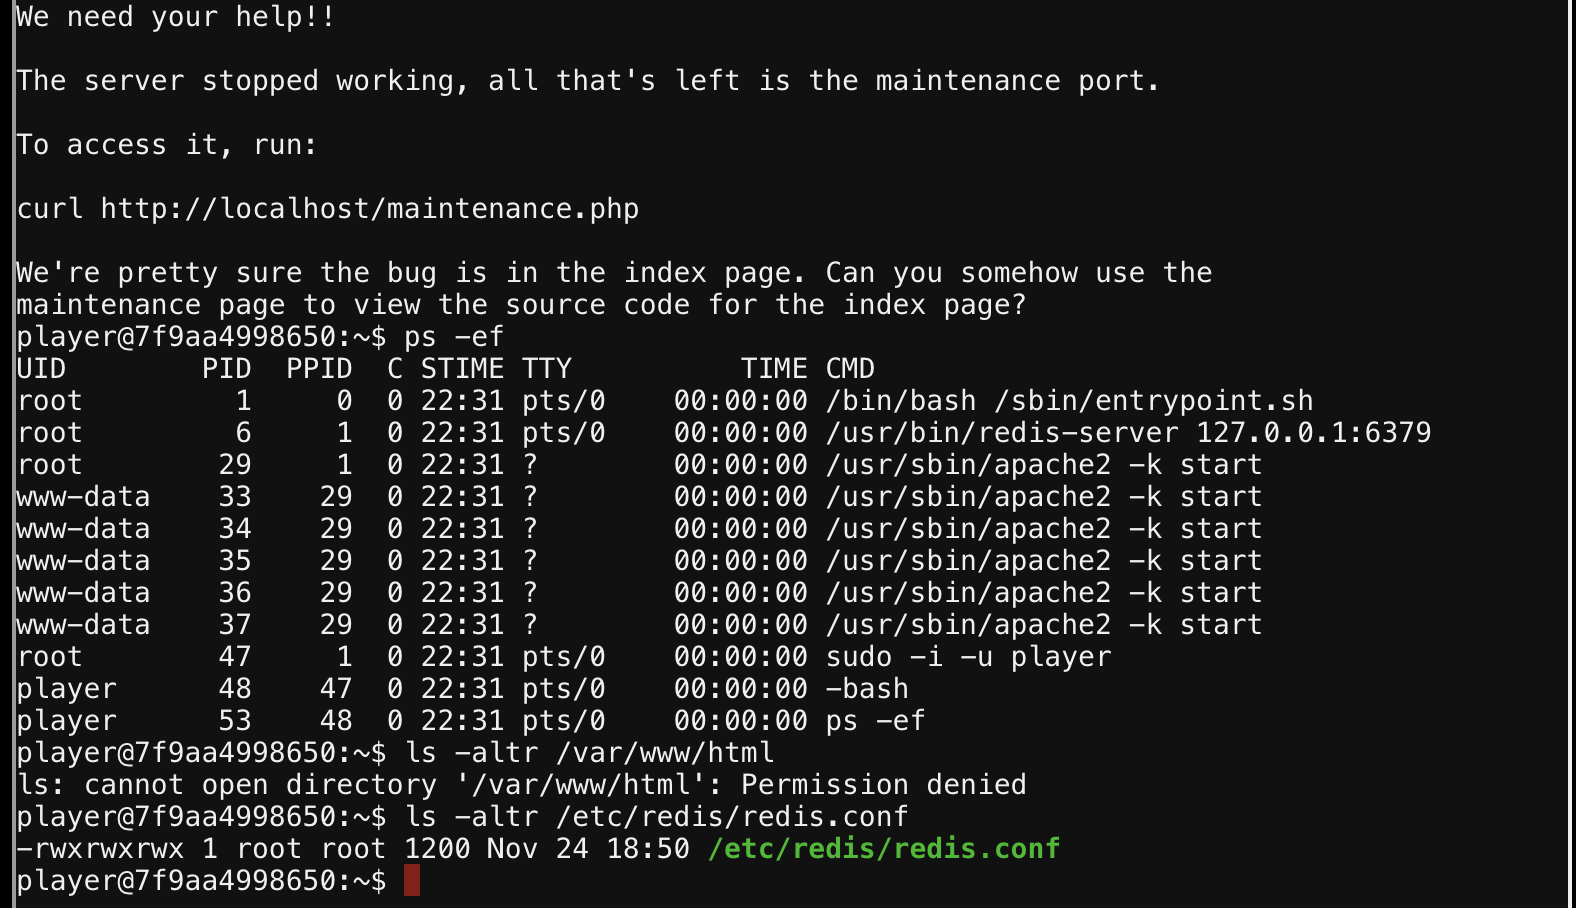 We need your help!!
The server stopped working, all that's left is the maintenance port.
To access it, run:
curl http://localhost/maintenance.php
We're pretty sure the bug is in the index page. Can you somehow use the
maintenance page to view the source code for the index page?
player@7f9aa4998650:~$ ps -ef
UID        PID  PPID  C STIME TTY          TIME CMD
root         1     0  0 22:31 pts/0    00:00:00 /bin/bash /sbin/entrypoint.sh
root         6     1  0 22:31 pts/0    00:00:00 /usr/bin/redis-server 127.0.0.1:6379
root        29     1  0 22:31 ?        00:00:00 /usr/sbin/apache2 -k start
www-data    33    29  0 22:31 ?        00:00:00 /usr/sbin/apache2 -k start
www-data    34    29  0 22:31 ?        00:00:00 /usr/sbin/apache2 -k start
www-data    35    29  0 22:31 ?        00:00:00 /usr/sbin/apache2 -k start
www-data    36    29  0 22:31 ?        00:00:00 /usr/sbin/apache2 -k start
www-data    37    29  0 22:31 ?        00:00:00 /usr/sbin/apache2 -k start
root        47     1  0 22:31 pts/0    00:00:00 sudo -i -u player
player      48    47  0 22:31 pts/0    00:00:00 -bash
player      53    48  0 22:31 pts/0    00:00:00 ps -ef
player@7f9aa4998650:~$ ls -altr /var/www/html
ls: cannot open directory '/var/www/html': Permission denied
player@7f9aa4998650:~$ ls -altr /etc/redis/redis.conf
-rwxrwxrwx 1 root root 1200 Nov 24 18:50 /etc/redis/redis.conf
player@7f9aa4998650:~$